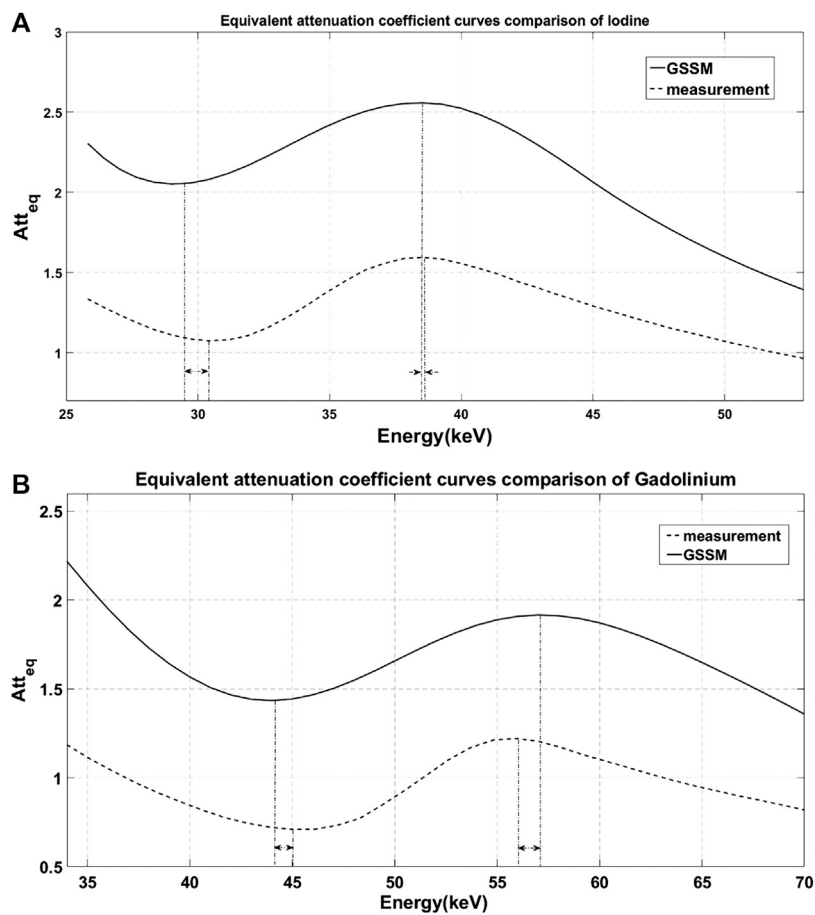 A
Equivalent attenuation coefficient curves comparison of Iodine
3
2.5
2
1.5
1
Att_eq
GSSM
measurement
25 30 35 40 45 50
Energy(keV)
B
Equivalent attenuation coefficient curves comparison of Gadolinium
2.5
2
1.5
1
0.5
Att_eq
measurement
GSSM
35 40 45 50 55 60 65 70
Energy(keV)